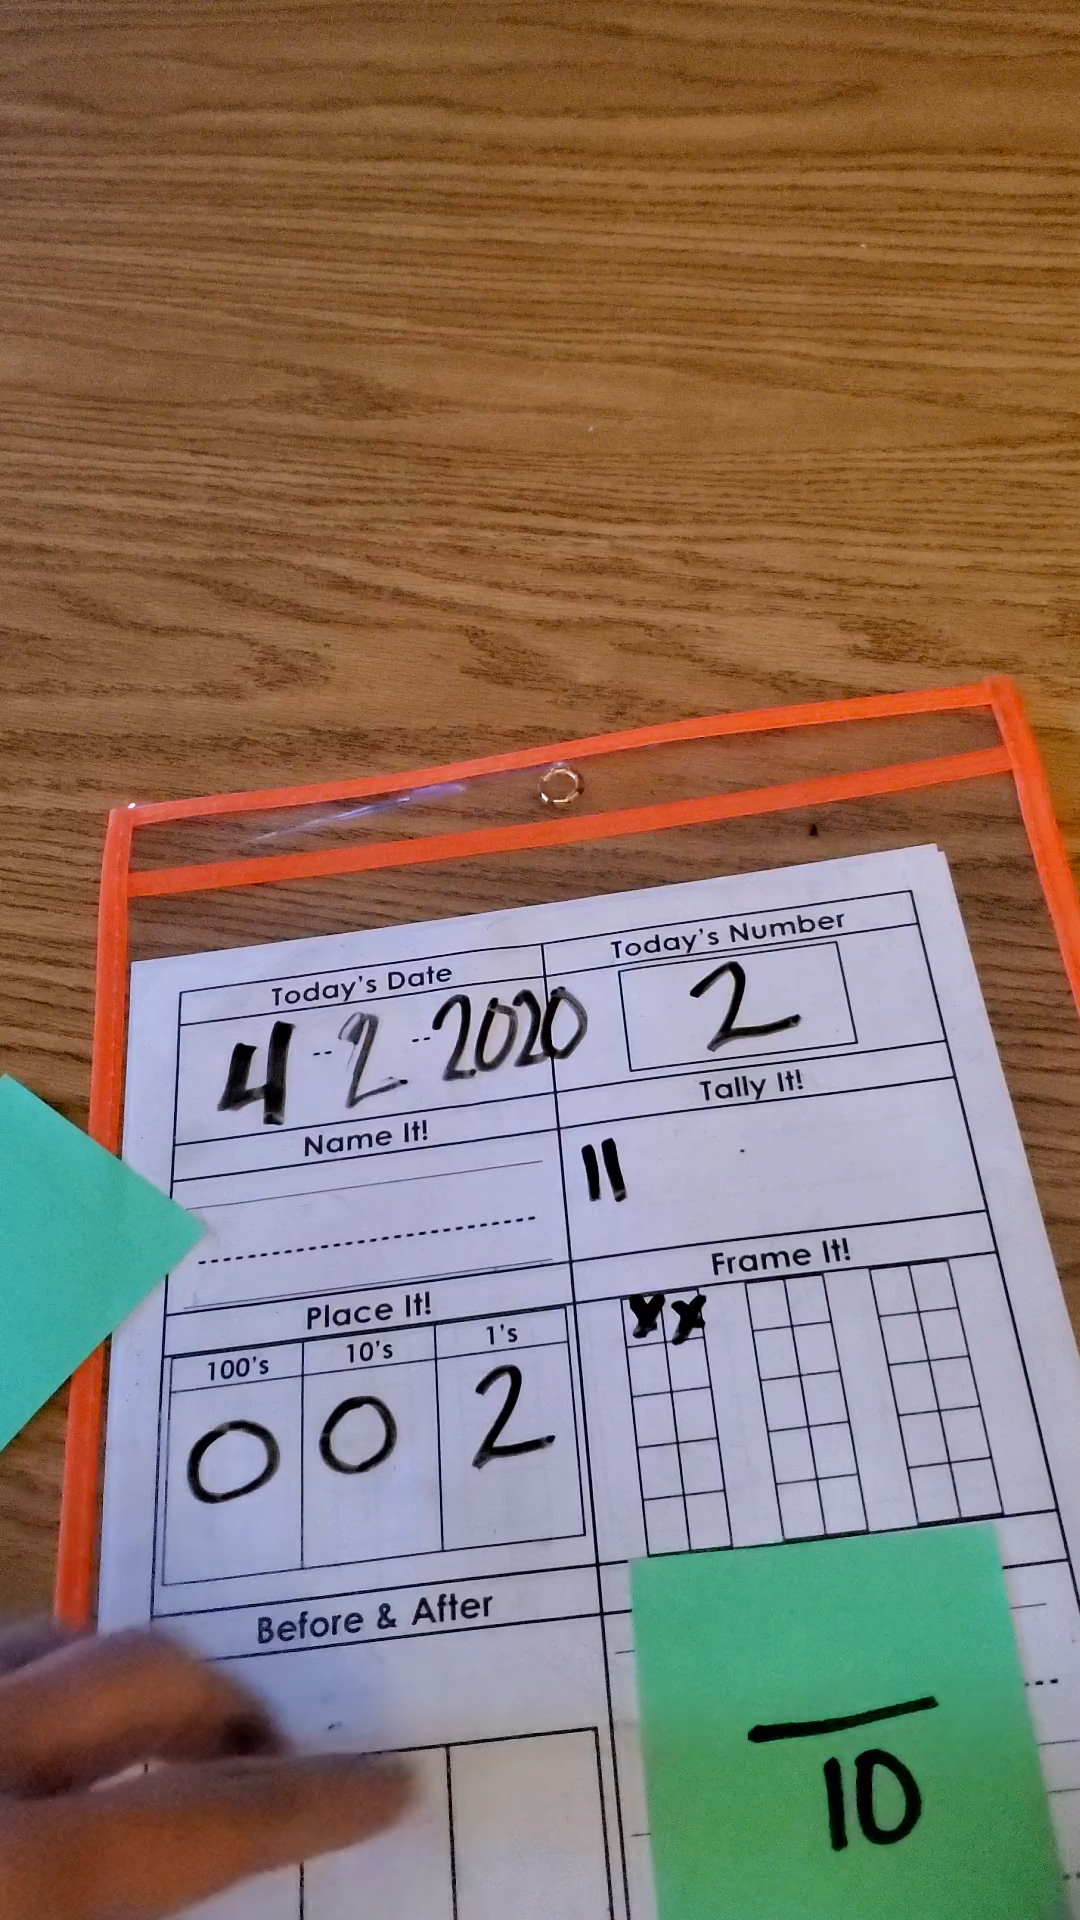 Today's Date
4-2-2020
Today's Number
2
Name It!
Tally It!
||
Place It!
100's 10's 1's
0 0 2
Frame It!
X X
Before & After
10